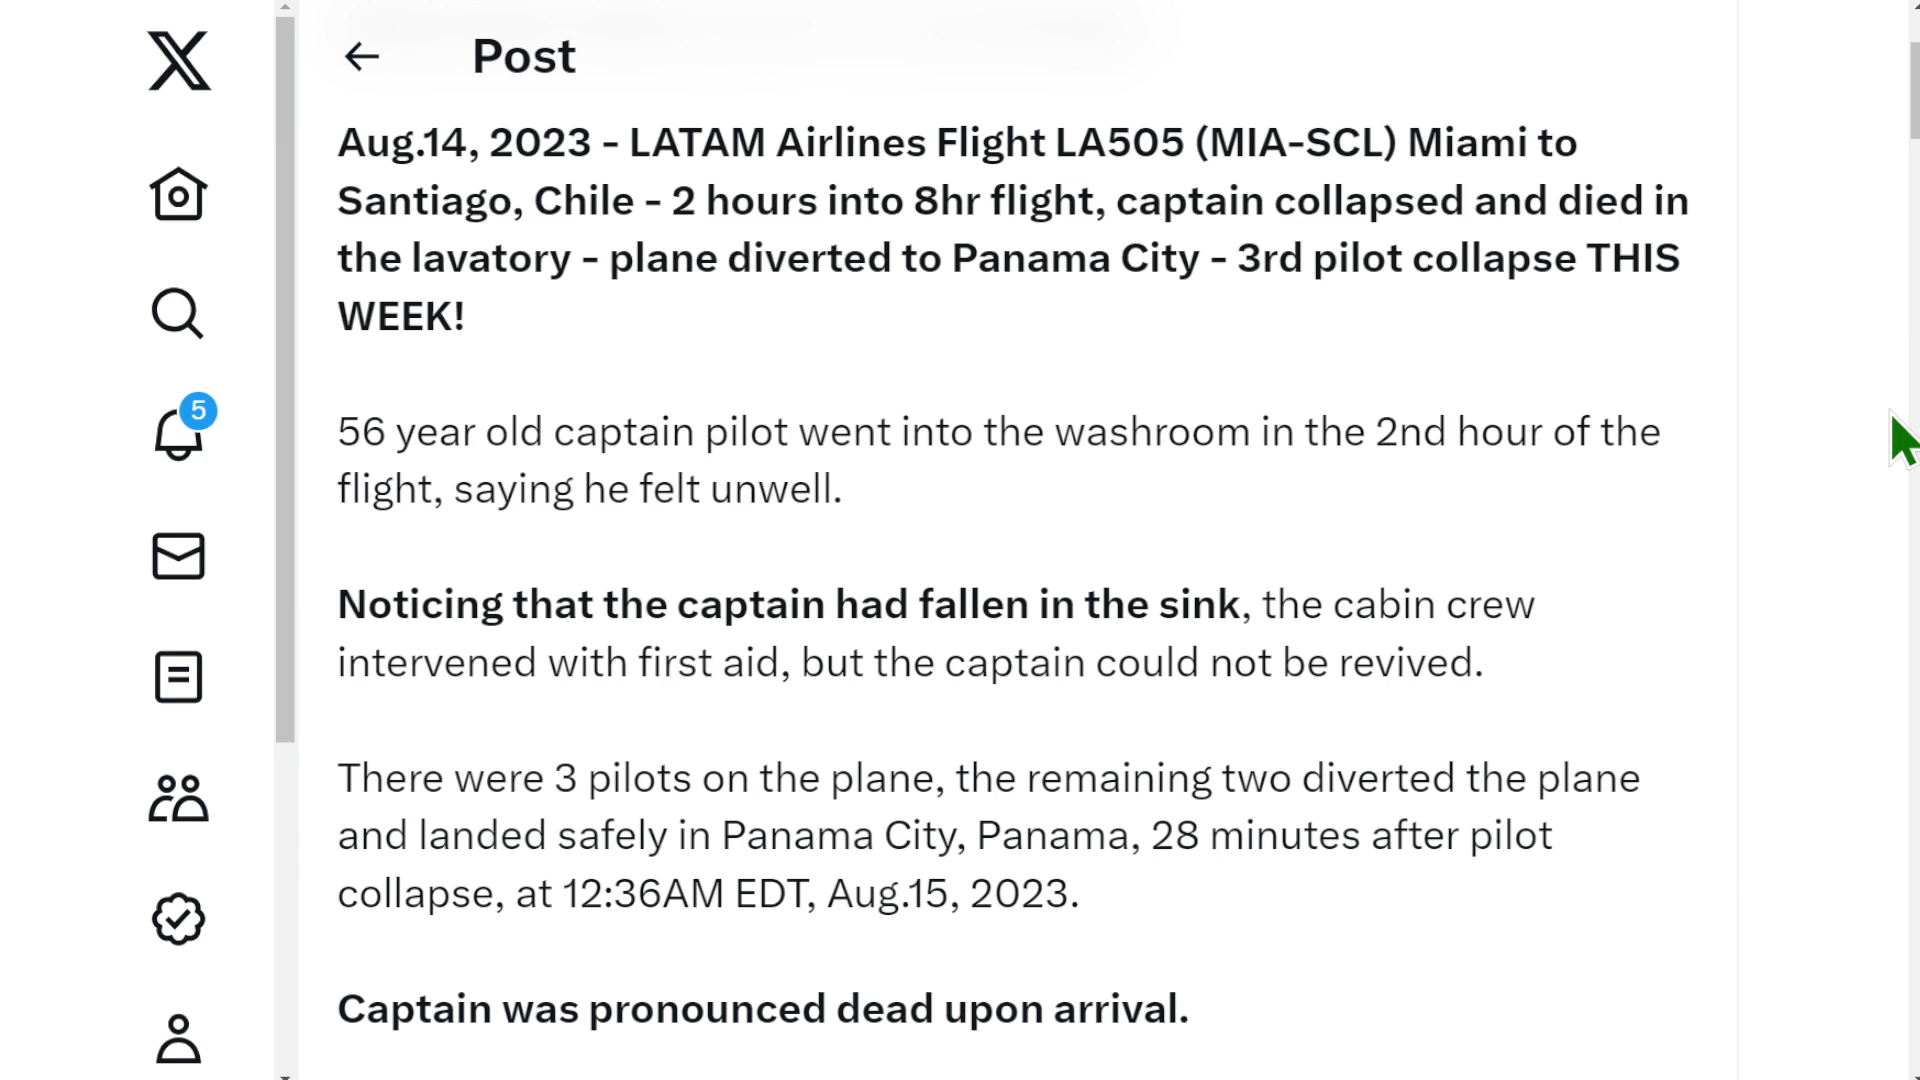 Post
Aug.14, 2023 - LATAM Airlines Flight LA505 (MIA-SCL) Miami to
Santiago, Chile - 2 hours into 8hr flight, captain collapsed and died in
the lavatory - plane diverted to Panama City - 3rd pilot collapse THIS
WEEK!
5
56 year old captain pilot went into the washroom in the 2nd hour of the
flight, saying he felt unwell.
Noticing that the captain had fallen in the sink, the cabin crew
intervened with first aid, but the captain could not be revived.
There were 3 pilots on the plane, the remaining two diverted the plane
and landed safely in Panama City, Panama, 28 minutes after pilot
collapse, at 12:36AM EDT, Aug.15, 2023.
Captain was pronounced dead upon arrival.